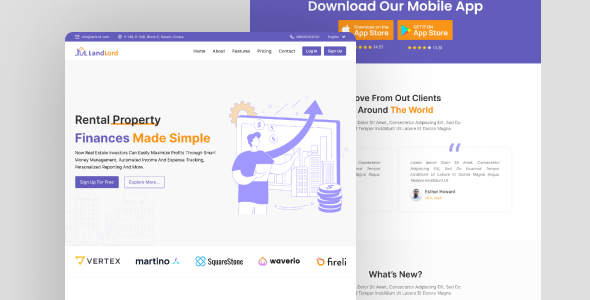 LandLord
Home About Features Pricing Contact Log In Sign Up
English
Rental Property
Finances Made Simple
Now Real Estate Investors Can Easily Maximize Profits Through Smart
Money Management, Automated Income And Expense Tracking,
Personalized Reporting And More.
Sign Up For Free Explore More...
VERTEX martino SquareStone waverio fireli
Download Our Mobile App
Download on the
App Store
GET IT ON
App Store
(4.9)
ove From Out Clients
Around The World
Dolor Sit Amet, Consectetur Adipiscing Elit, Sed Do
Tempor Incididunt Ut Labore Et Dolore Magna
Lorem Ipsum Dolor Sit Amet, Consectetur
Adipiscing Elit, Sed Do Eiusmod Tempor
Incididunt Ut Labore Et Dolore Magna Aliqua.
Tempor Incididunt Ut
Esther Howard
What's New?
Dolor Sit Amet, Consectetur Adipiscing Elit, Sed Do
Tempor Incididunt Ut Labore Et Dolore Magna